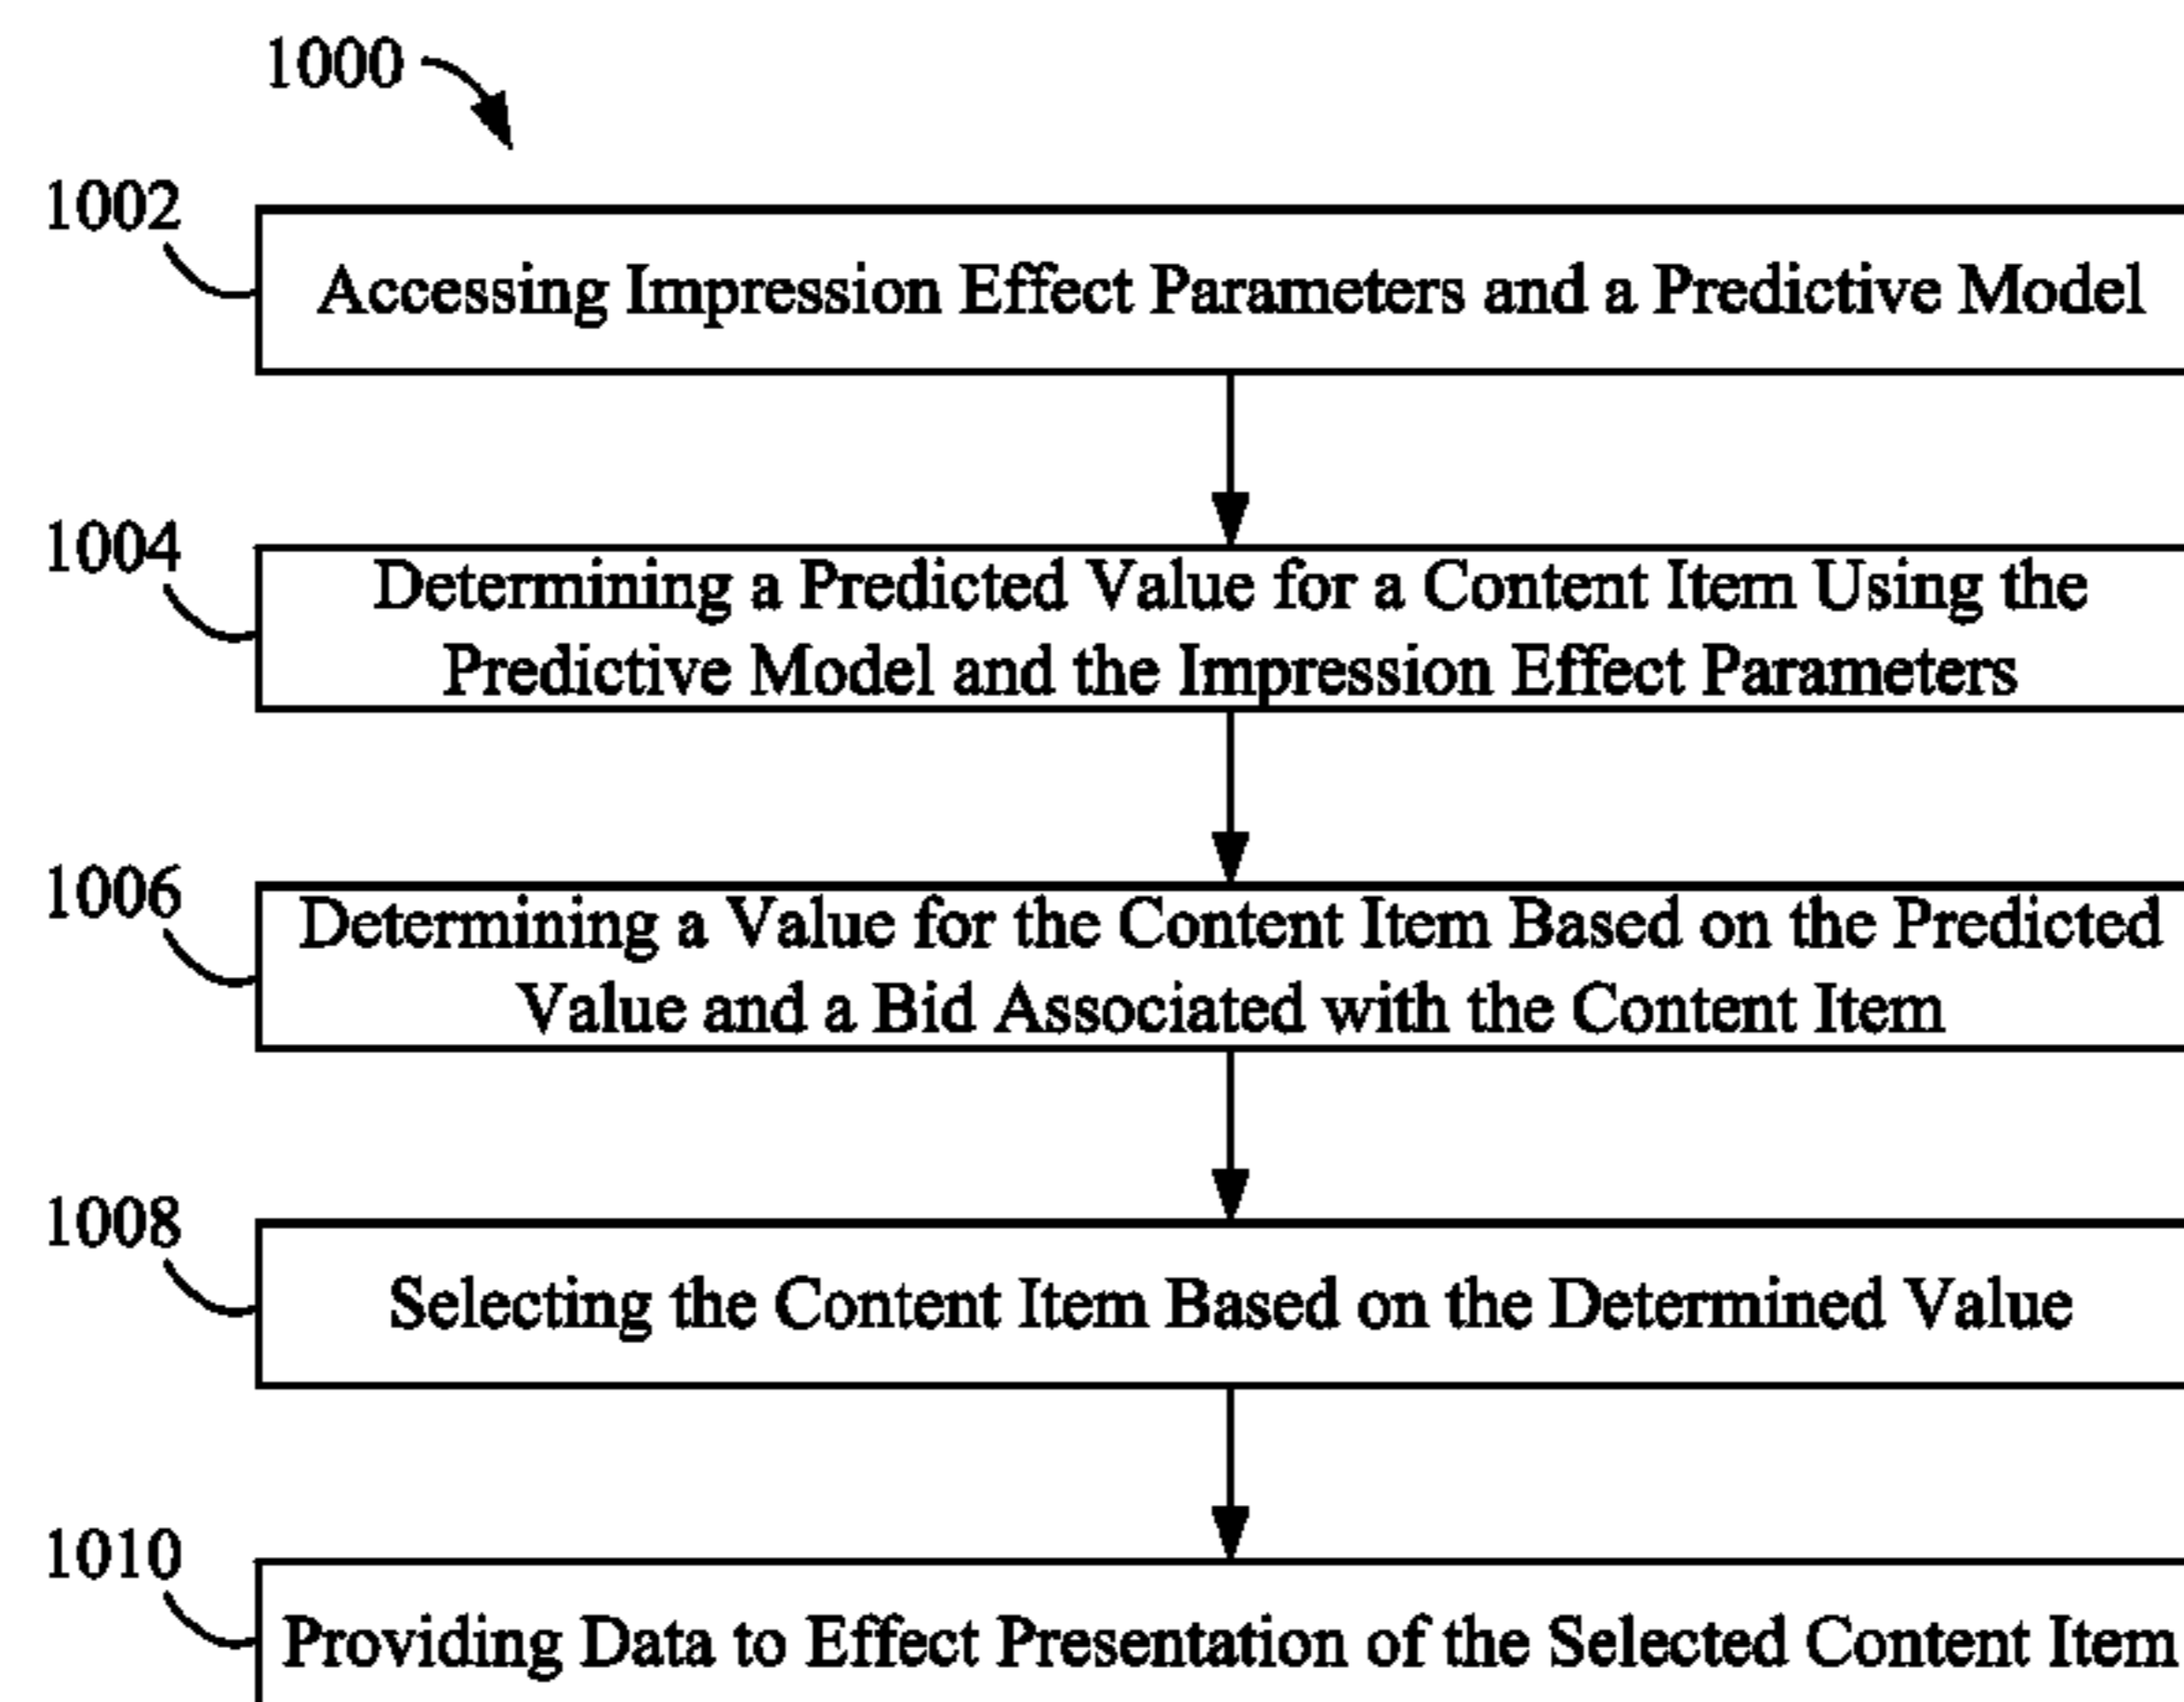 1000
1002
Accessing Impression Effect Parameters and a Predictive Model
1004
Determining a Predicted Value for a Content Item Using the
Predictive Model and the Impression Effect Parameters
1006
Determining a Value for the Content Item Based on the Predicted
Value and a Bid Associated with the Content Item
1008
Selecting the Content Item Based on the Determined Value
1010
Providing Data to Effect Presentation of the Selected Content Item